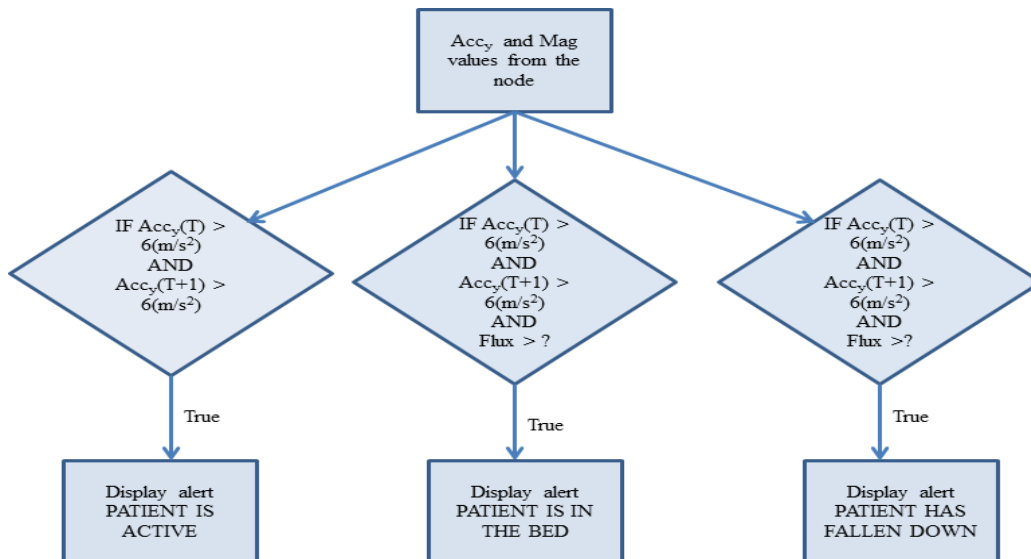 Accy and Mag
values from the
node
IF Accy(T) >
6(m/s2)
AND
Accy(T+1) >
6(m/s2)
IF Accy(T) >
6(m/s2)
AND
Accy(T+1) >
6(m/s2)
AND
Flux > ?
IF Accy(T) >
6(m/s2)
AND
Accy(T+1) >
6(m/s2)
AND
Flux >?
True
True
True
Display alert
PATIENT IS
ACTIVE
Display alert
PATIENT IS IN
THE BED
Display alert
PATIENT HAS
FALLEN DOWN